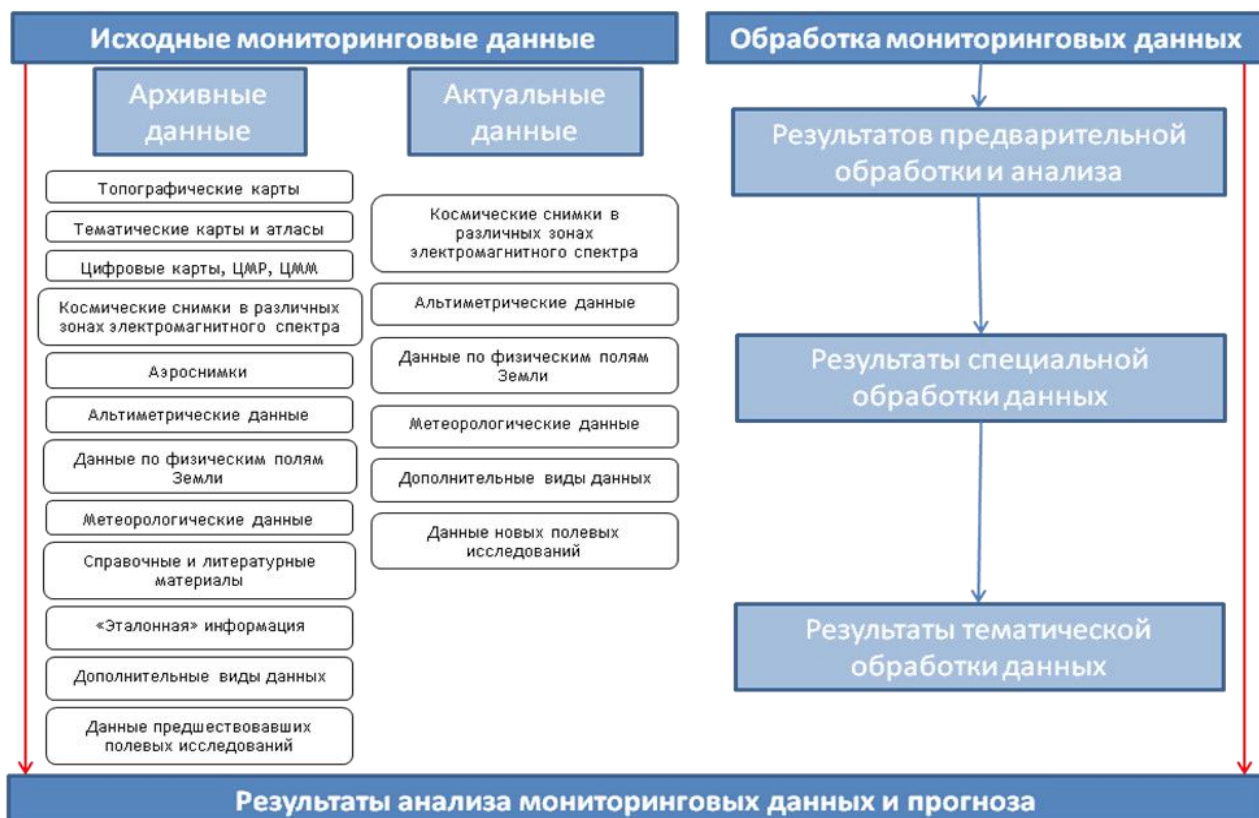 Исходные мониторинговые данные
Архивные
данные
Топографические карты
Тематические карты и атласы
Цифровые карты, ЦМР, ЦММ
Космические снимки в различных
зонах электромагнитного спектра
Аэроснимки
Альтиметрические данные
Данные по физическим полям
Земли
Метеорологические данные
Справочные и литературные
материалы
«Эталонная» информация
Дополнительные виды данных
Данные предшествовавших
полевых исследований
Актуальные
данные
Космические снимки в
различных зонах
электромагнитного спектра
Альтиметрические данные
Данные по физическим полям
Земли
Метеорологические данные
Дополнительные виды данных
Данные новых полевых
исследований
Обработка мониторинговых данных
Результатов предварительной
обработки и анализа
Результаты специальной
обработки данных
Результаты тематической
обработки данных
Результаты анализа мониторинговых данных и прогноза